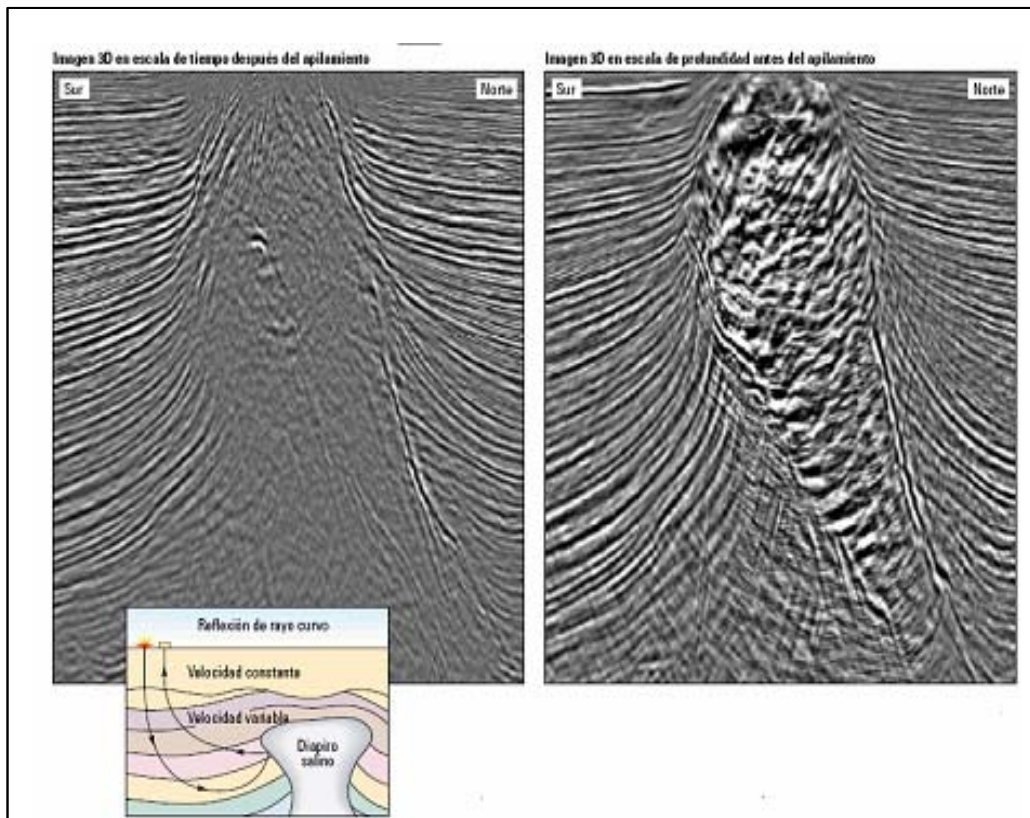 Imagen 3D en escala de tiempo después del apilamiento
Sur
Norte
Imagen 3D en escala de profundidad antes del apilamiento
Sur
Norte
Reflexión de rayo curvo
Velocidad constante
Velocidad variable
Diapiro
salino